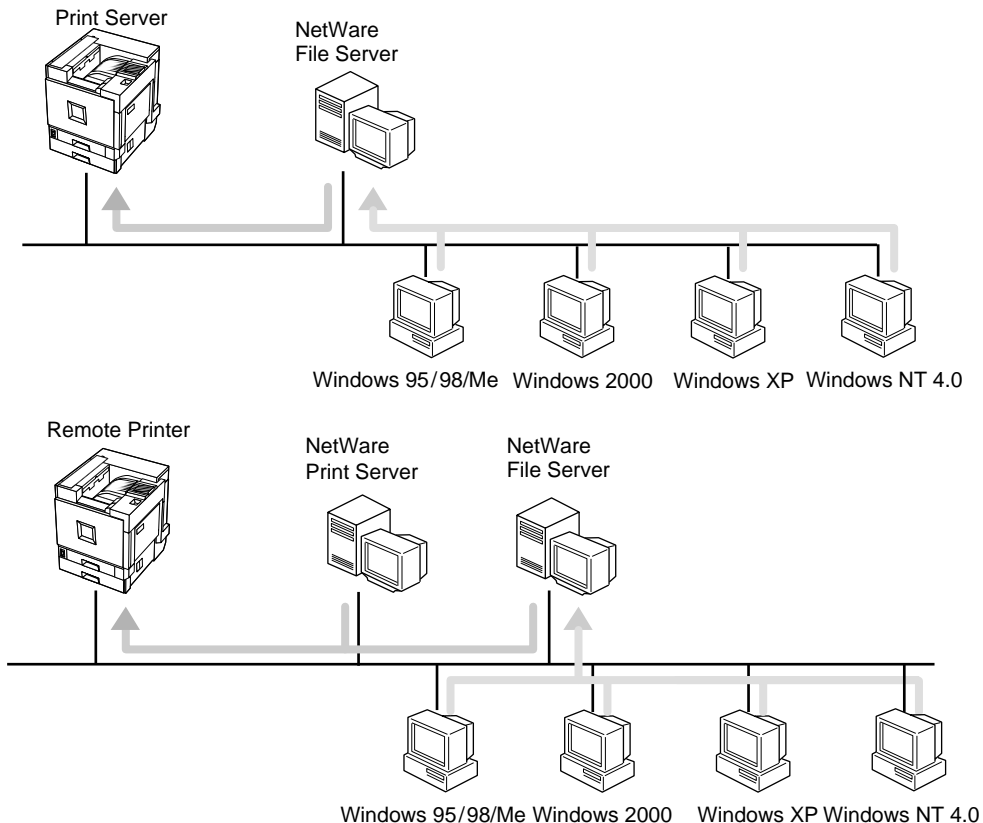 Print Server
NetWare
File Server
Windows 95/98/Me
Windows 2000
Windows XP
Windows NT 4.0
Remote Printer
NetWare
Print Server
NetWare
File Server
Windows 95/98/Me
Windows 2000
Windows XP
Windows NT 4.0